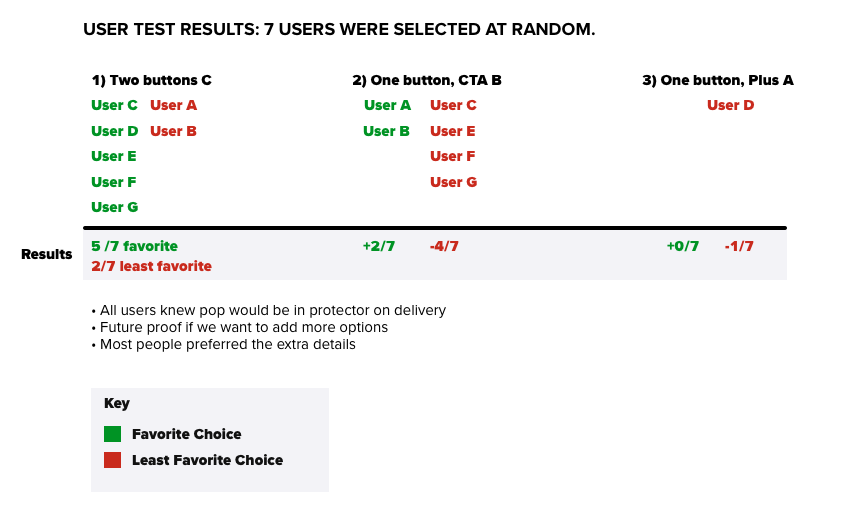 USER TEST RESULTS: 7 USERS WERE SELECTED AT RANDOM.
1) Two buttons C
User C User A
User D User B
User E
User F
User G
2) One button, CTA B
User A User C
User B User E
User F
User G
3) One button, Plus A
User D
Results
5 /7 favorite
2/7 least favorite
+2/7 -4/7
+0/7 -1/7
• All users knew pop would be in protector on delivery
• Future proof if we want to add more options
• Most people preferred the extra details
Key
Favorite Choice
Least Favorite Choice